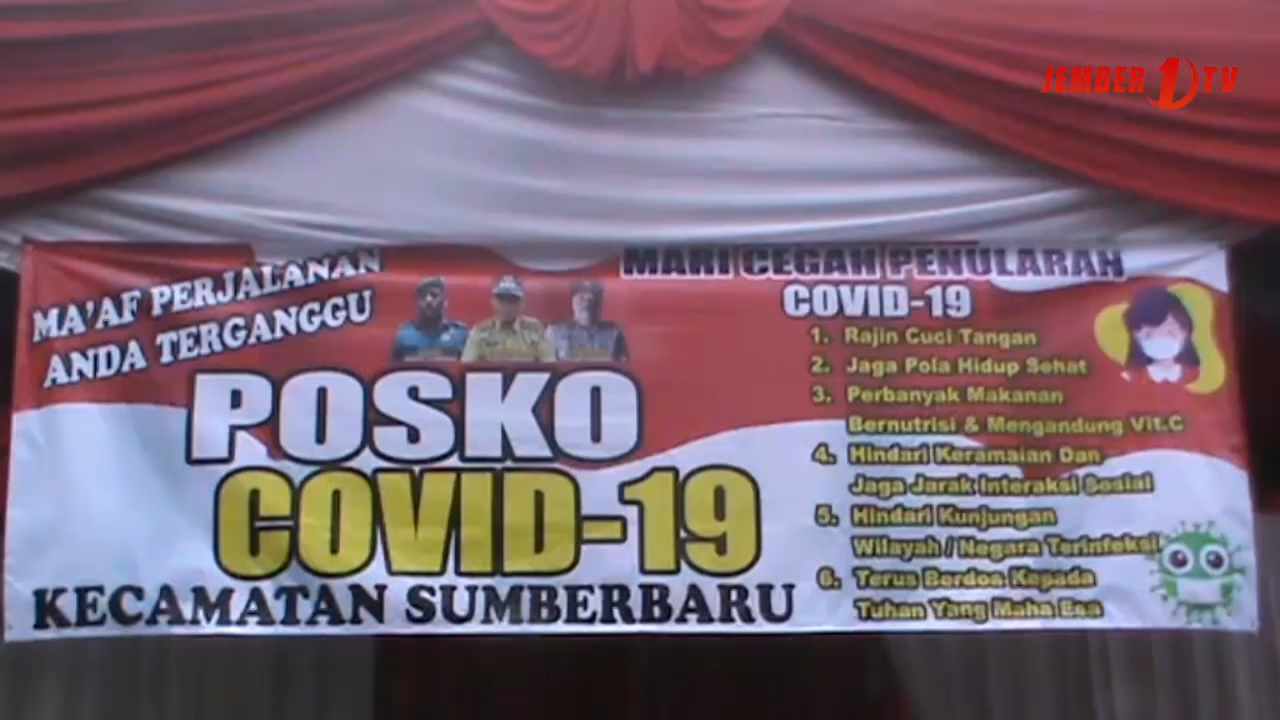 JEMBER 1 TV
MA'AF PERJALANAN
ANDA TERGANGGU
POSKO
COVID-19
KECAMATAN SUMBERBARU
MARI CEGAH PENULARAN
COVID-19
1. Rajin Cuci Tangan
2. Jaga Pola Hidup Sehat
3. Perbanyak Makanan
Bernutrisi & Mengandung Vit.C
4. Hindari Keramaian Dan
Jaga Jarak Interaksi Sosial
5. Hindari Kunjungan
Wilayah / Negara Terinfeksi
6. Terus Berdoa Kepada
Tuhan Yang Maha Esa